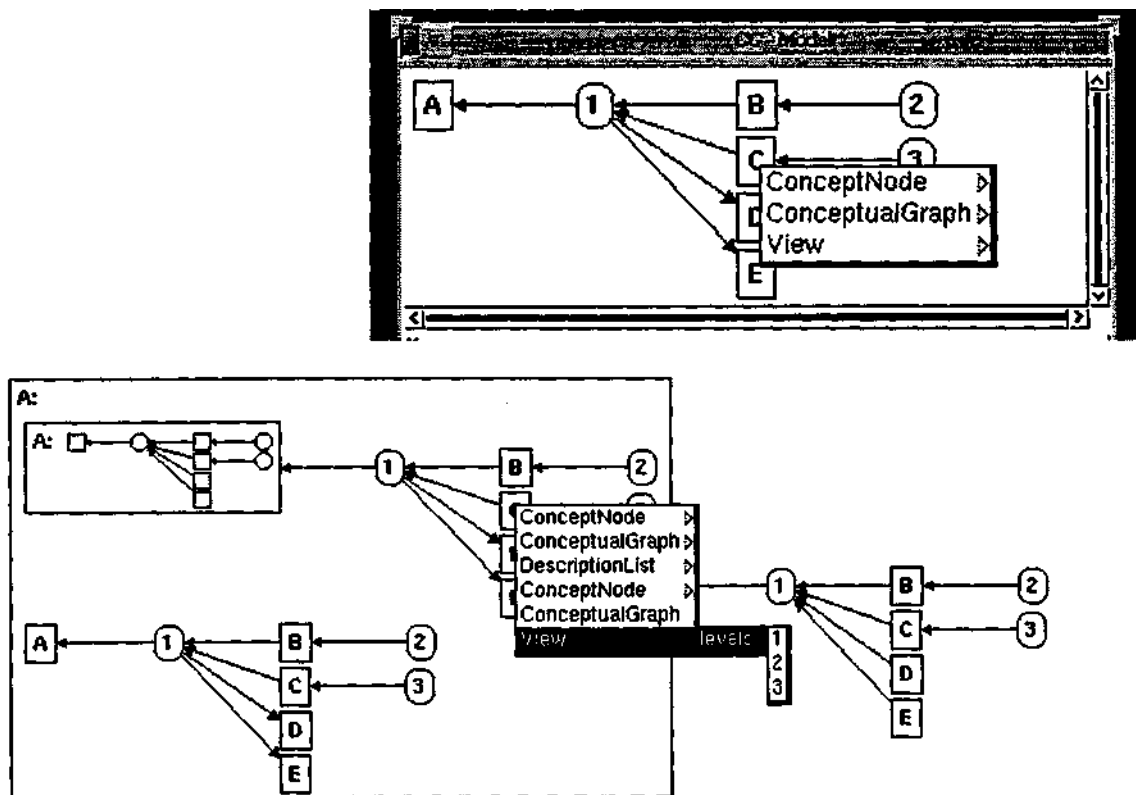 Model
A 1 B 2
C 3
ConceptNode
ConceptualGraph
View
D
E
A:
A:
1 B 2
ConceptNode
ConceptualGraph
DescriptionList
ConceptNode
ConceptualGraph
View levels 1
2
3
1 B 2
C 3
D
E
A 1 B 2
C 3
D
E